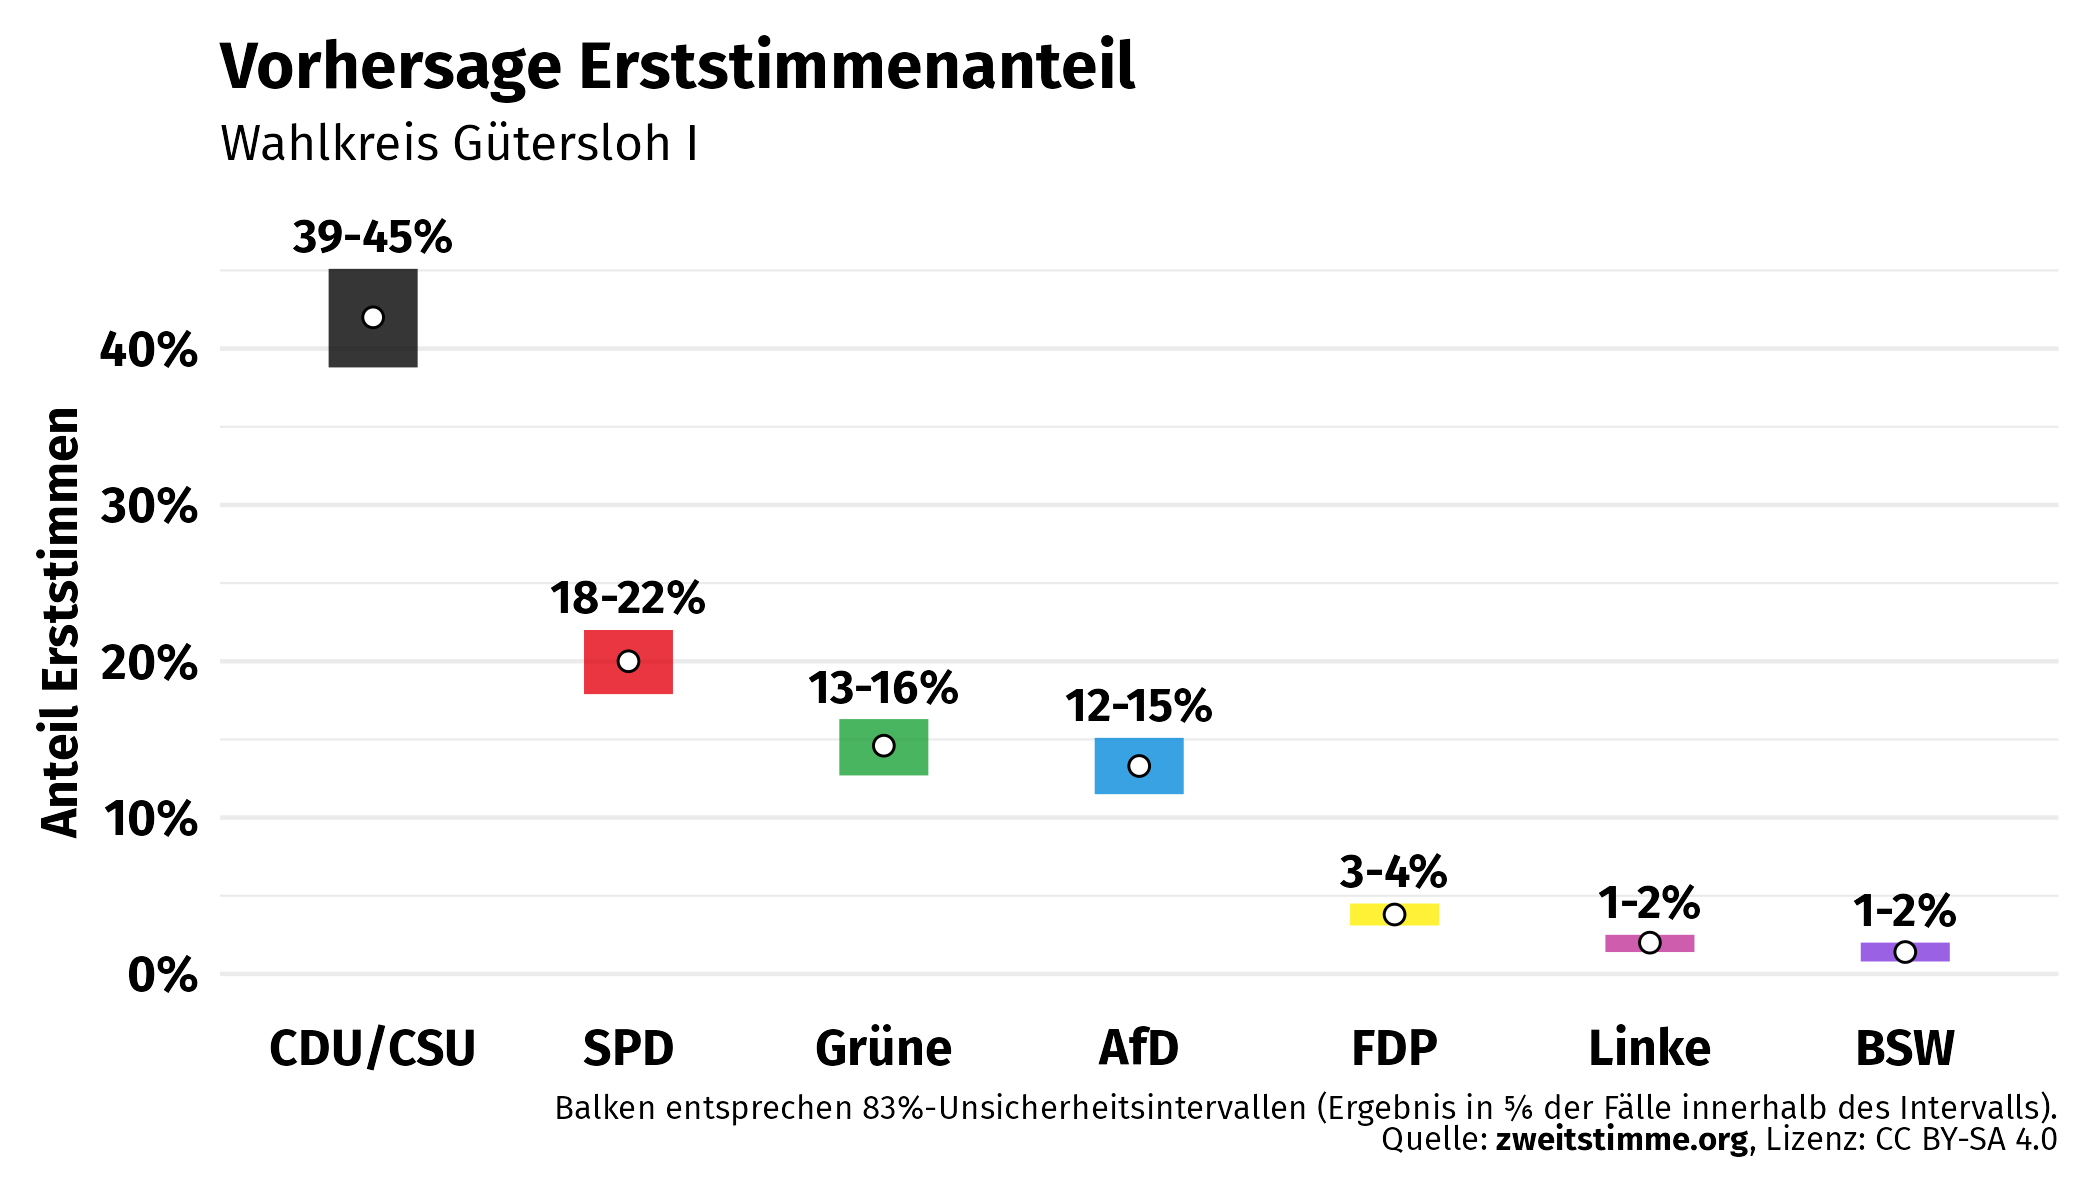 Vorhersage Erststimmenanteil
Wahlkreis Gütersloh I
39-45%
40%
30%
18-22%
20%
13-16%
12-15%
10%
3-4%
1-2%
1-2%
0%
Anteil Erststimmen
CDU/CSU SPD Grüne AfD FDP Linke BSW
Balken entsprechen 83%-Unsicherheitsintervallen (Ergebnis in ⅚ der Fälle innerhalb des Intervalls).
Quelle: zweitstimme.org, Lizenz: CC BY-SA 4.0